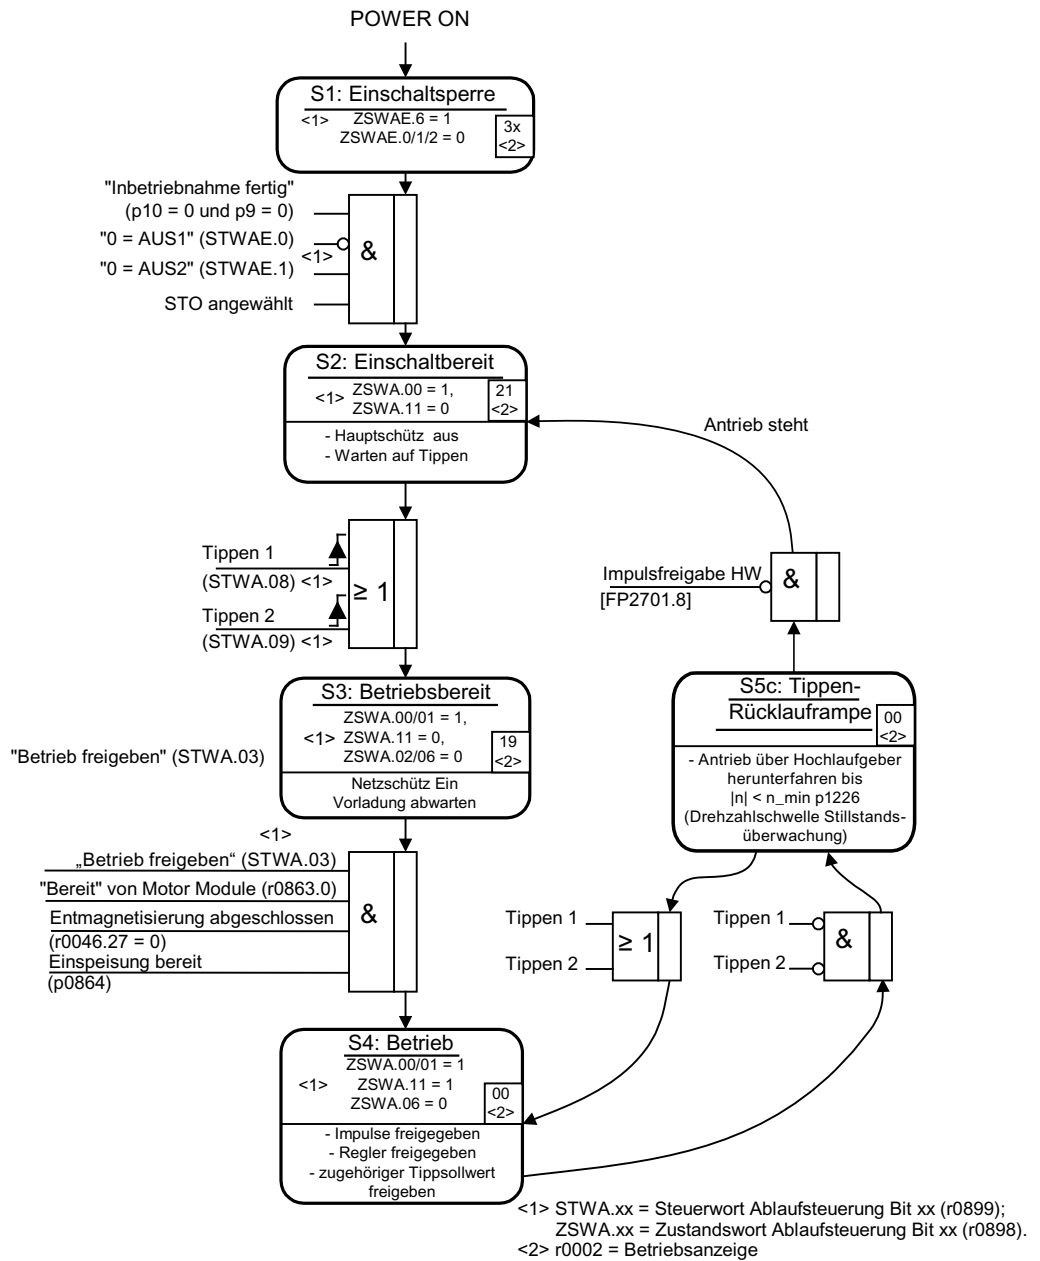 POWER ON
S1: Einschaltsperre
<1> ZSWAE.6 = 1
ZSWAE.0/1/2 = 0
3x
<2>
"Inbetriebnahme fertig"
(p10 = 0 und p9 = 0)
"0 = AUS1" (STWAE.0)
<1>
"0 = AUS2" (STWAE.1)
STO angewählt
&
S2: Einschaltbereit
<1> ZSWA.00 = 1,
ZSWA.11 = 0
21
<2>
- Hauptschütz aus
- Warten auf Tippen
Antrieb steht
Tippen 1
(STWA.08) <1>
Tippen 2
(STWA.09) <1>
≥ 1
Impulsfreigabe HW
[FP2701.8]
&
S3: Betriebsbereit
ZSWA.00/01 = 1,
<1> ZSWA.11 = 0,
ZSWA.02/06 = 0
19
<2>
Netzschütz Ein
Vorladung abwarten
"Betrieb freigeben" (STWA.03)
S5c: Tippen-
Rücklauframpe
00
<2>
- Antrieb über Hochlaufgeber
herunterfahren bis
|n| < n_min p1226
(Drehzahlschwelle Stillstands-
überwachung)
<1>
„Betrieb freigeben“ (STWA.03)
"Bereit" von Motor Module (r0863.0)
Entmagnetisierung abgeschlossen
(r0046.27 = 0)
Einspeisung bereit
(p0864)
&
Tippen 1
Tippen 2
≥ 1
Tippen 1
Tippen 2
&
S4: Betrieb
ZSWA.00/01 = 1
<1> ZSWA.11 = 1
ZSWA.06 = 0
00
<2>
- Impulse freigegeben
- Regler freigegeben
- zugehöriger Tippsollwert
freigeben
<1> STWA.xx = Steuerwort Ablaufsteuerung Bit xx (r0899);
ZSWA.xx = Zustandswort Ablaufsteuerung Bit xx (r0898).
<2> r0002 = Betriebsanzeige